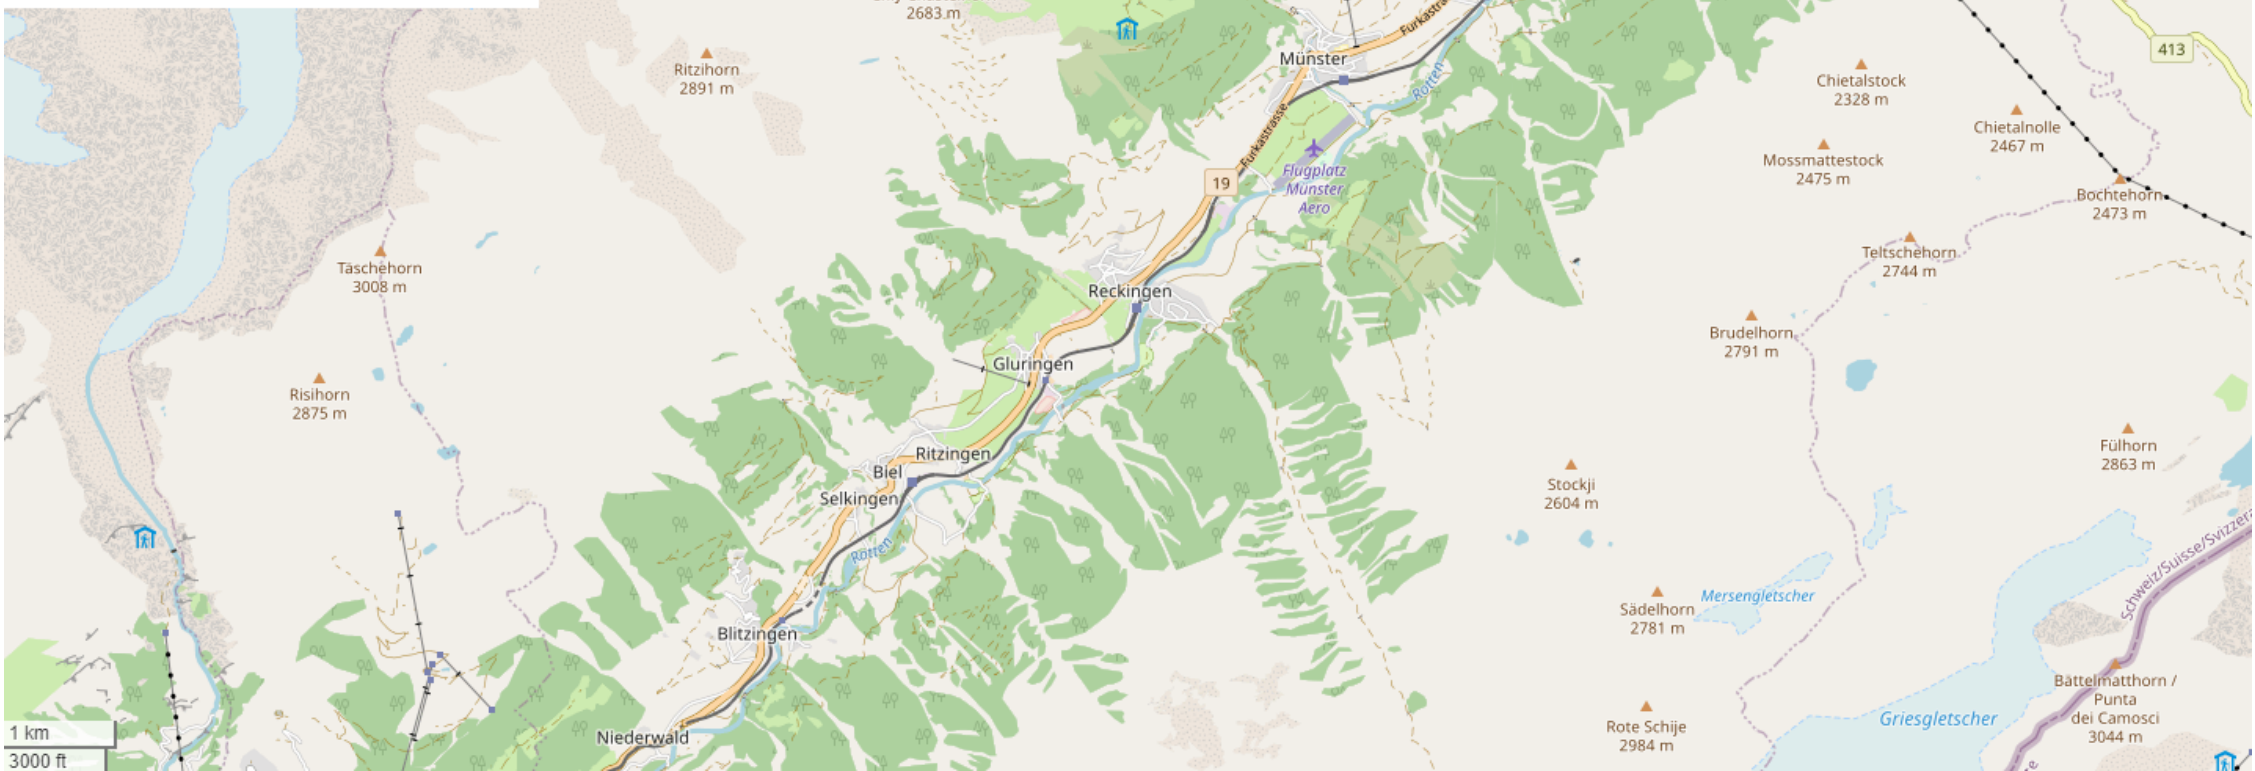 2683 m
Furkastra
Münster
Ritzihorn
2891 m
413
Chietalstock
2328 m
Rotten
Chietalnolle
2467 m
Furkastrasse
Mossmattestock
2475 m
19
Flugplatz
Münster
Aero
Bochtehorn
2473 m
Täschehorn
3008 m
Teltschehorn
2744 m
Reckingen
Brudelhorn
2791 m
Gluringen
Risihorn
2875 m
Fülhorn
2863 m
Ritzingen
Biel
Selkingen
Stockji
2604 m
Rotten
Schweiz/Suisse/Svizzera
Mersengletscher
Sädelhorn
2781 m
Blitzingen
Bättelmatthorn /
Punta
dei Camosci
3044 m
Griesgletscher
Rote Schije
2984 m
Niederwald
1 km
3000 ft